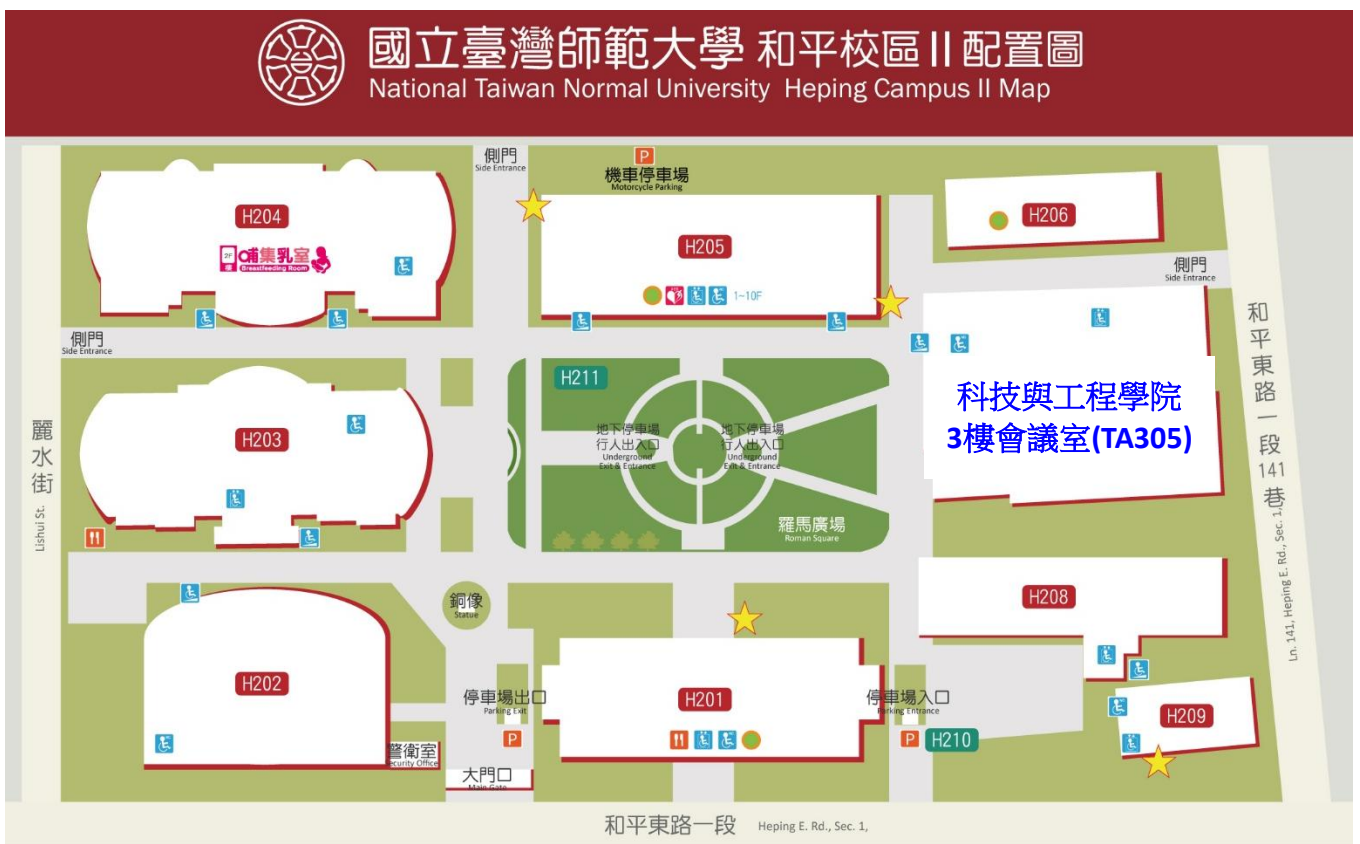 國立臺灣師範大學 和平校區 II 配置圖
National Taiwan Normal University Heping Campus II Map
側門
Side Entrance
P
機車停車場
Motorcycle Parking
H204
2F
哺集乳室
Breastfeeding Room
H205
1~10F
H206
側門
Side Entrance
側門
Side Entrance
H211
科技與工程學院
3樓會議室(TA305)
H203
地下停車場
行人出入口
Underground
Exit & Entrance
地下停車場
行人出入口
Underground
Exit & Entrance
羅馬廣場
Roman Square
麗水街
Lishui St.
和平東路一段141巷
Ln. 141, Heping E. Rd., Sec. 1,
銅像
Statue
H208
H202
停車場出口
Parking Exit
P
H201
停車場入口
Parking Entrance
P
H210
H209
警衛室
ecurity Office
大門口
Main Gate
和平東路一段 Heping E. Rd., Sec. 1,